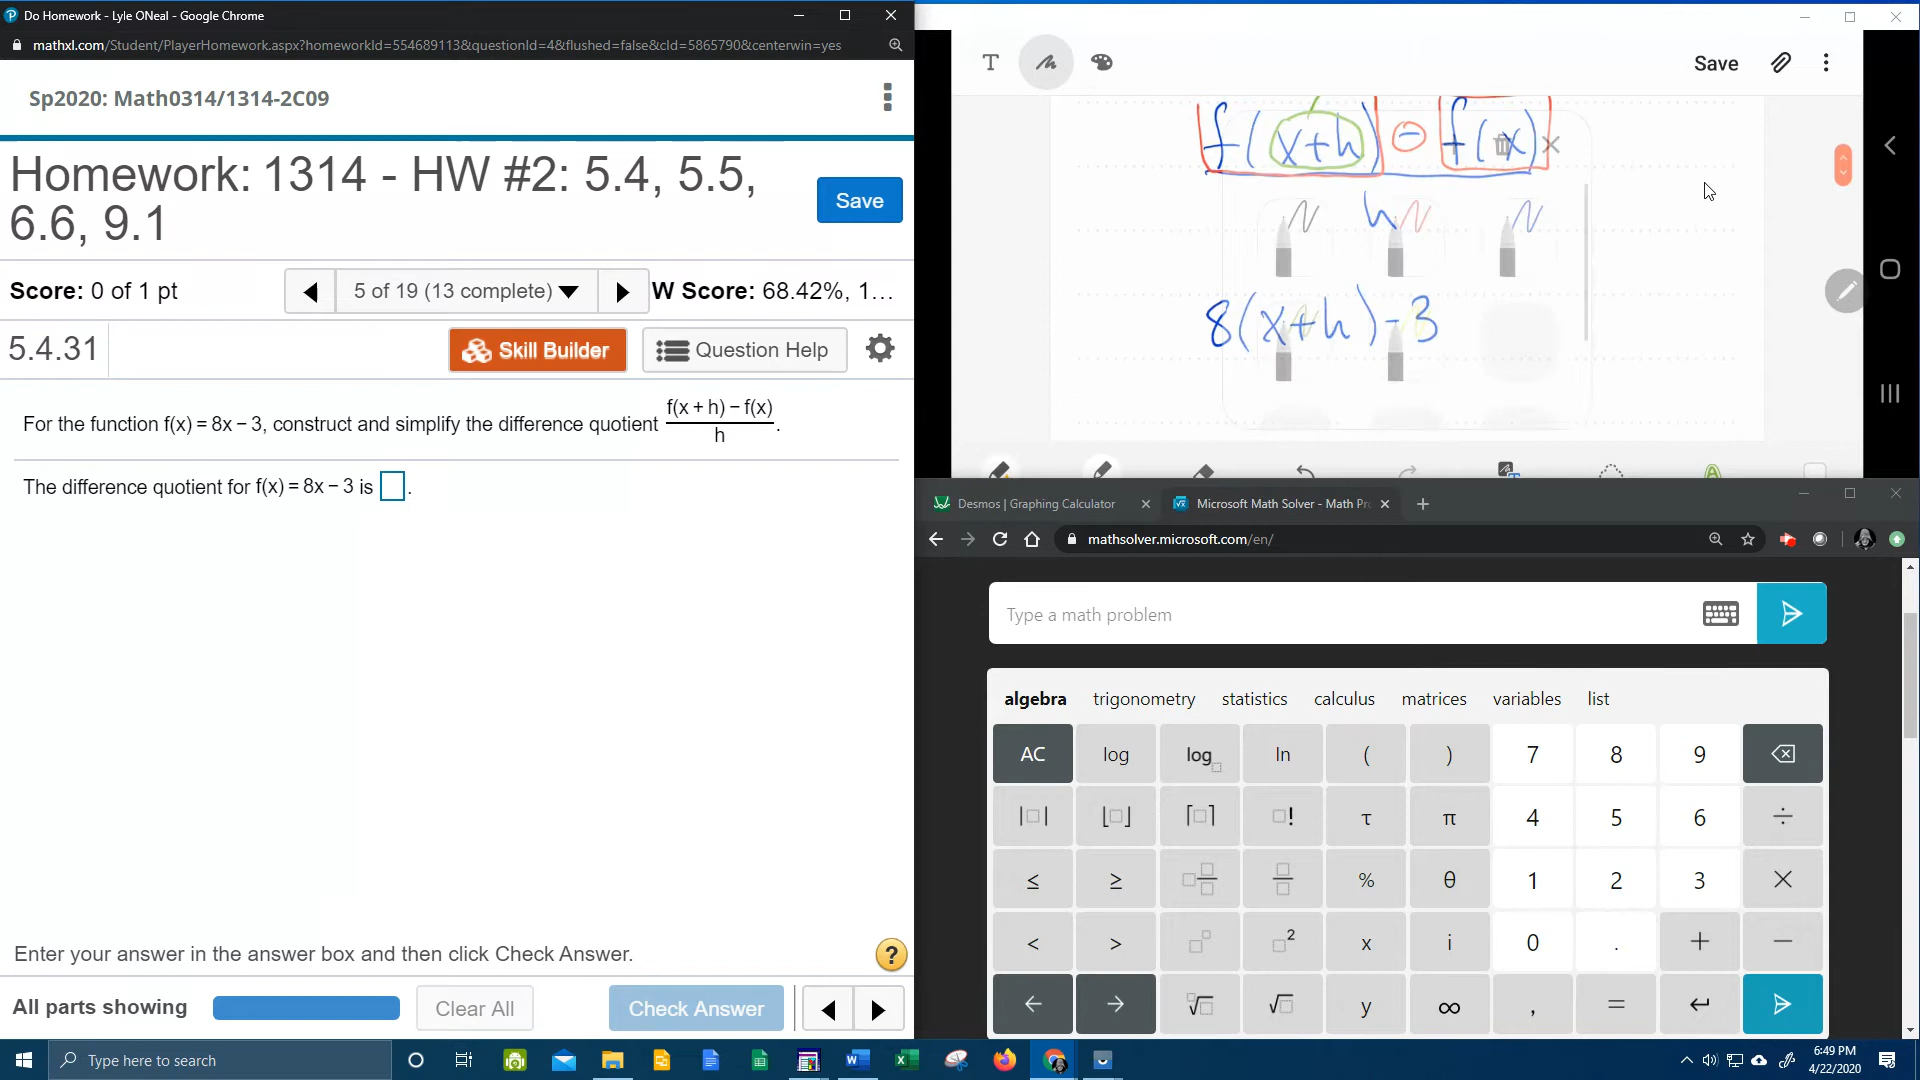 Do Homework - Lyle ONeal - Google Chrome
mathxl.com/Student/PlayerHomework.aspx?homeworkId=554689113&questionId=4&flushed=false&cId=5865790&centerwin=yes
Sp2020: Math0314/1314-2C09
Homework: 1314 - HW #2: 5.4, 5.5,
6.6, 9.1
Save
Score: 0 of 1 pt
5 of 19 (13 complete)
W Score: 68.42%, 1...
5.4.31
Skill Builder
Question Help
For the function f(x) = 8x − 3, construct and simplify the difference quotient f(x + h) − f(x)
h .
The difference quotient for f(x) = 8x − 3 is .
Enter your answer in the answer box and then click Check Answer.
?
All parts showing
Clear All
Check Answer
T
Save
f(x+h) − f(x)
h
8(x+h)-3
Desmos | Graphing Calculator
Microsoft Math Solver - Math Pr
mathsolver.microsoft.com/en/
Type a math problem
algebra trigonometry statistics calculus matrices variables list
AC log log□ ln ( ) 7 8 9
|□| ⌊□⌋ ⌈□⌉ □! τ π 4 5 6 ÷
≤ ≥ □□/□ □/□ % θ 1 2 3 ×
< > □^□ □² x i 0 . + −
← → □√□ √□ y ∞ , = ↵
Type here to search
6:49 PM
4/22/2020